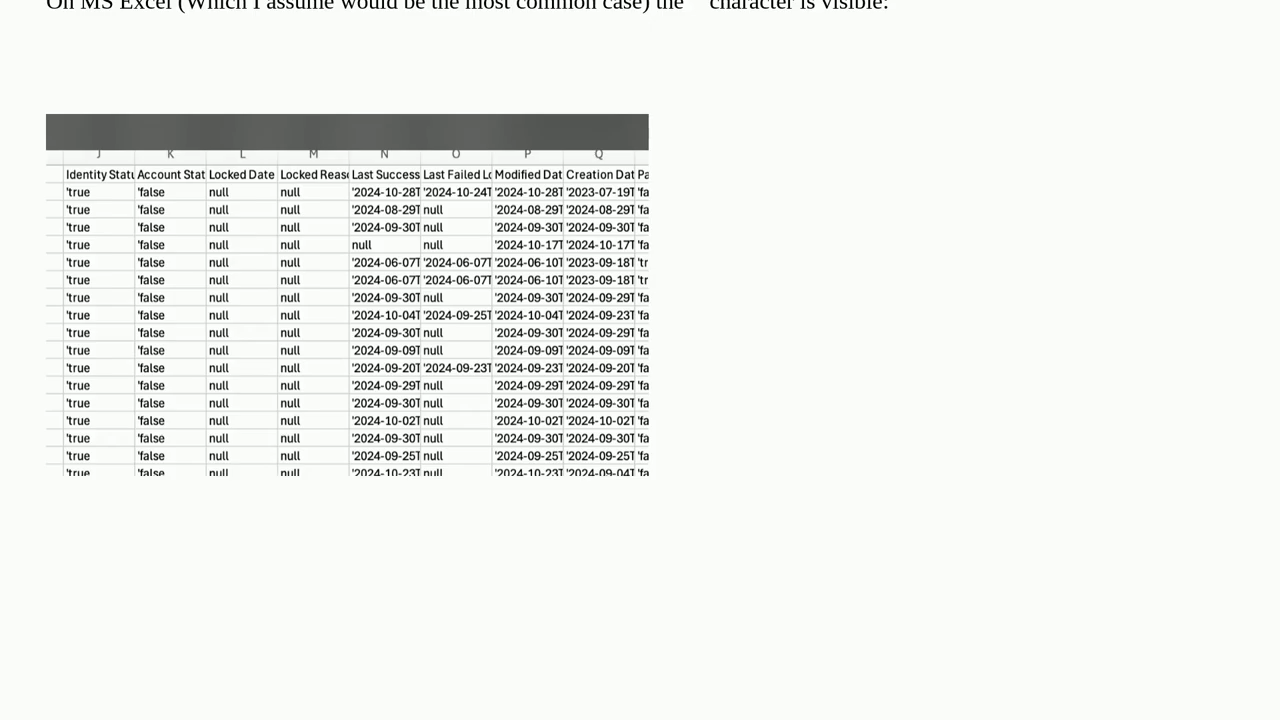 On MS Excel (Which I assume would be the most common case) the ' character is visible:
J K L M N O P Q
Identity Statu Account Stat Locked Date Locked Reaso Last Success Last Failed Lo Modified Dat Creation Dat Pa
'true 'false null null '2024-10-28T '2024-10-24T '2024-10-28T '2023-07-19T 'fa
'true 'false null null '2024-08-29T null '2024-08-29T '2024-08-29T 'fa
'true 'false null null '2024-09-30T null '2024-09-30T '2024-09-30T 'fa
'true 'false null null null null '2024-10-17T '2024-10-17T 'fa
'true 'false null null '2024-06-07T '2024-06-07T '2024-06-10T '2023-09-18T 'tr
'true 'false null null '2024-06-07T '2024-06-07T '2024-06-10T '2023-09-18T 'tr
'true 'false null null '2024-09-30T null '2024-09-30T '2024-09-29T 'fa
'true 'false null null '2024-10-04T '2024-09-25T '2024-10-04T '2024-09-23T 'fa
'true 'false null null '2024-09-30T null '2024-09-30T '2024-09-29T 'fa
'true 'false null null '2024-09-09T null '2024-09-09T '2024-09-09T 'fa
'true 'false null null '2024-09-20T '2024-09-23T '2024-09-23T '2024-09-20T 'fa
'true 'false null null '2024-09-29T null '2024-09-29T '2024-09-29T 'fa
'true 'false null null '2024-09-30T null '2024-09-30T '2024-09-30T 'fa
'true 'false null null '2024-10-02T null '2024-10-02T '2024-10-02T 'fa
'true 'false null null '2024-09-30T null '2024-09-30T '2024-09-30T 'fa
'true 'false null null '2024-09-25T null '2024-09-25T '2024-09-25T 'fa
'true 'false null null '2024-10-23T null '2024-10-23T '2024-09-04T 'fa